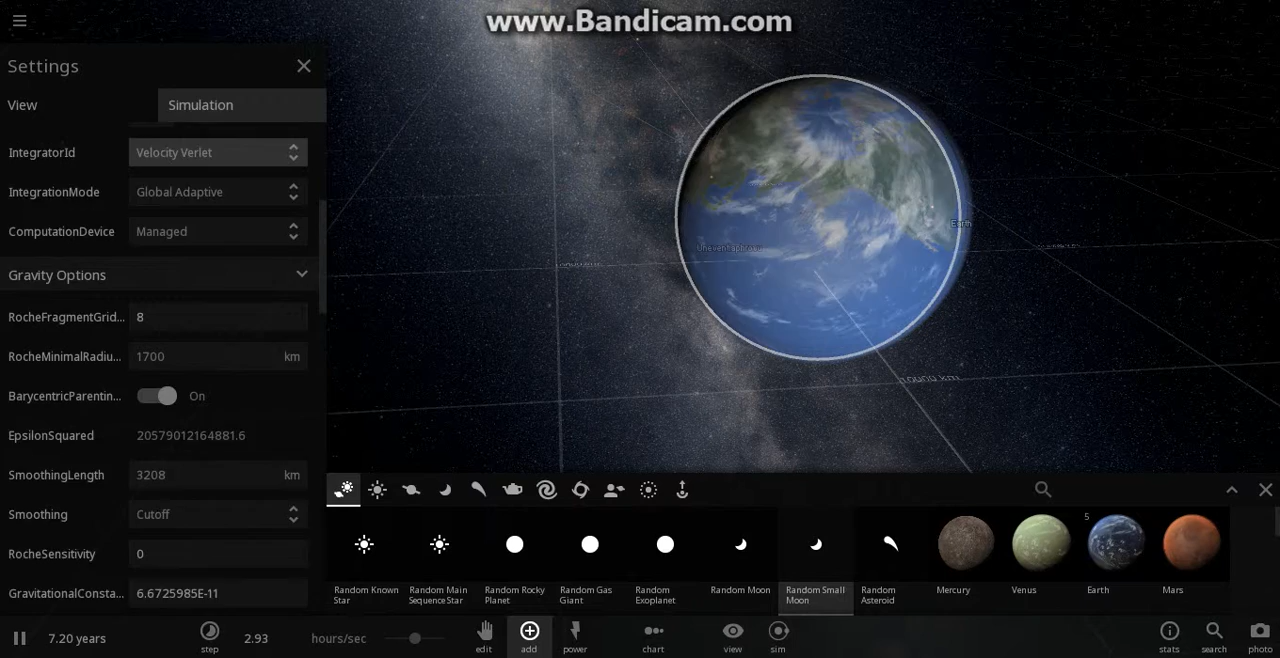 www.Bandicam.com
Settings
View
Simulation
IntegratorId
Velocity Verlet
IntegrationMode
Global Adaptive
ComputationDevice
Managed
Gravity Options
RocheFragmentGrid...
8
RocheMinimalRadiu...
1700
km
BarycentricParentin...
On
EpsilonSquared
20579012164881.6
SmoothingLength
3208
km
Smoothing
Cutoff
RocheSensitivity
0
GravitationalConsta...
6.6725985E-11
Earth
10000 km
5
Random Known
Star
Random Main
Sequence Star
Random Rocky
Planet
Random Gas
Giant
Random
Exoplanet
Random Moon
Random Small
Moon
Random
Asteroid
Mercury
Venus
Earth
Mars
7.20 years
step
2.93
hours/sec
edit
add
power
chart
view
sim
stats
search
photo